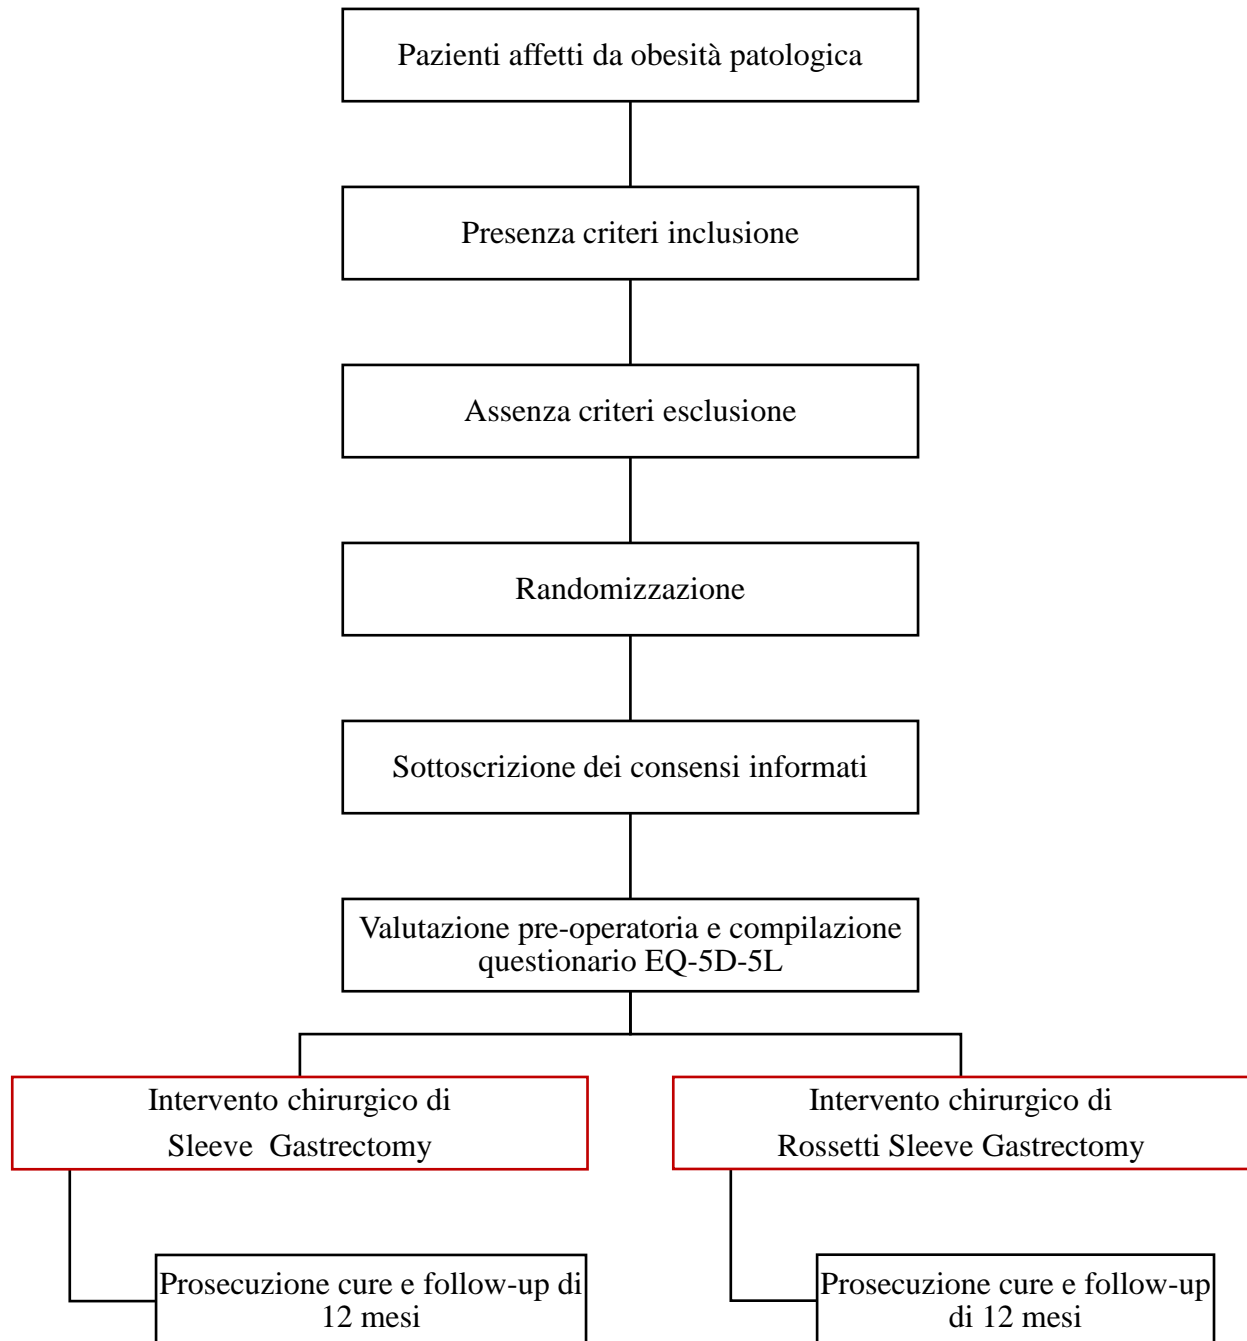 Pazienti affetti da obesità patologica
Presenza criteri inclusione
Assenza criteri esclusione
Randomizzazione
Sottoscrizione dei consensi informati
Valutazione pre-operatoria e compilazione
questionario EQ-5D-5L
Intervento chirurgico di
Sleeve Gastrectomy
Intervento chirurgico di
Rossetti Sleeve Gastrectomy
Prosecuzione cure e follow-up di
12 mesi
Prosecuzione cure e follow-up
di 12 mesi